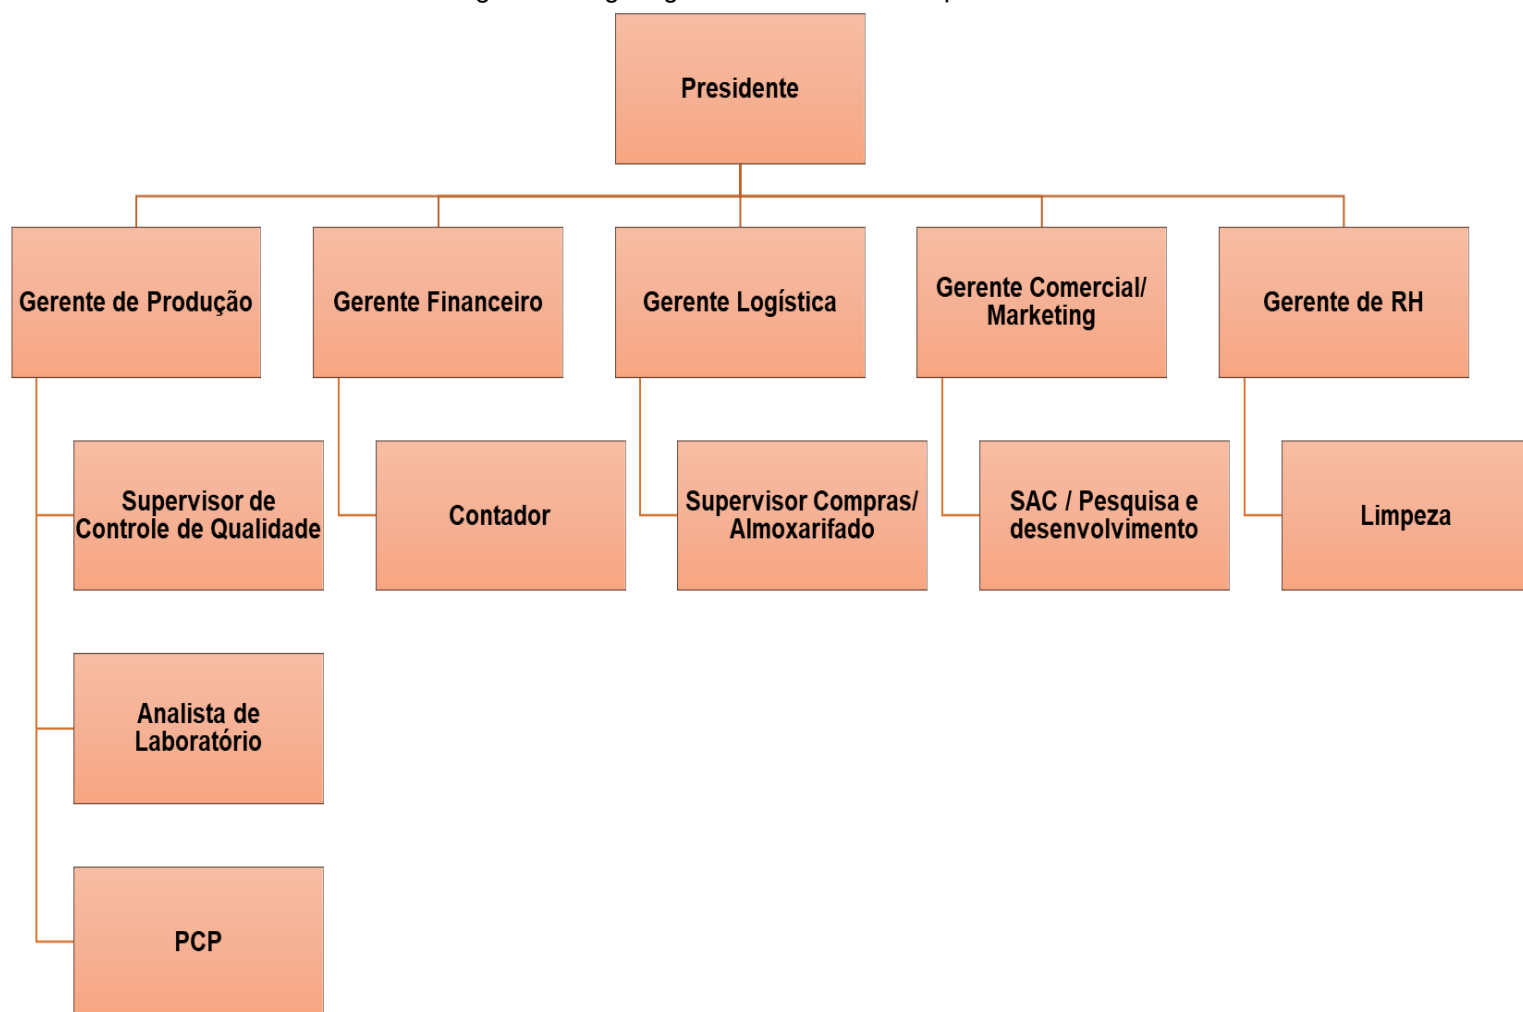 Presidente
Gerente de Produção
Gerente Financeiro
Gerente Logística
Gerente Comercial/
Marketing
Gerente de RH
Supervisor de
Controle de Qualidade
Contador
Supervisor Compras/
Almoxarifado
SAC / Pesquisa e
desenvolvimento
Limpeza
Analista de
Laboratório
PCP